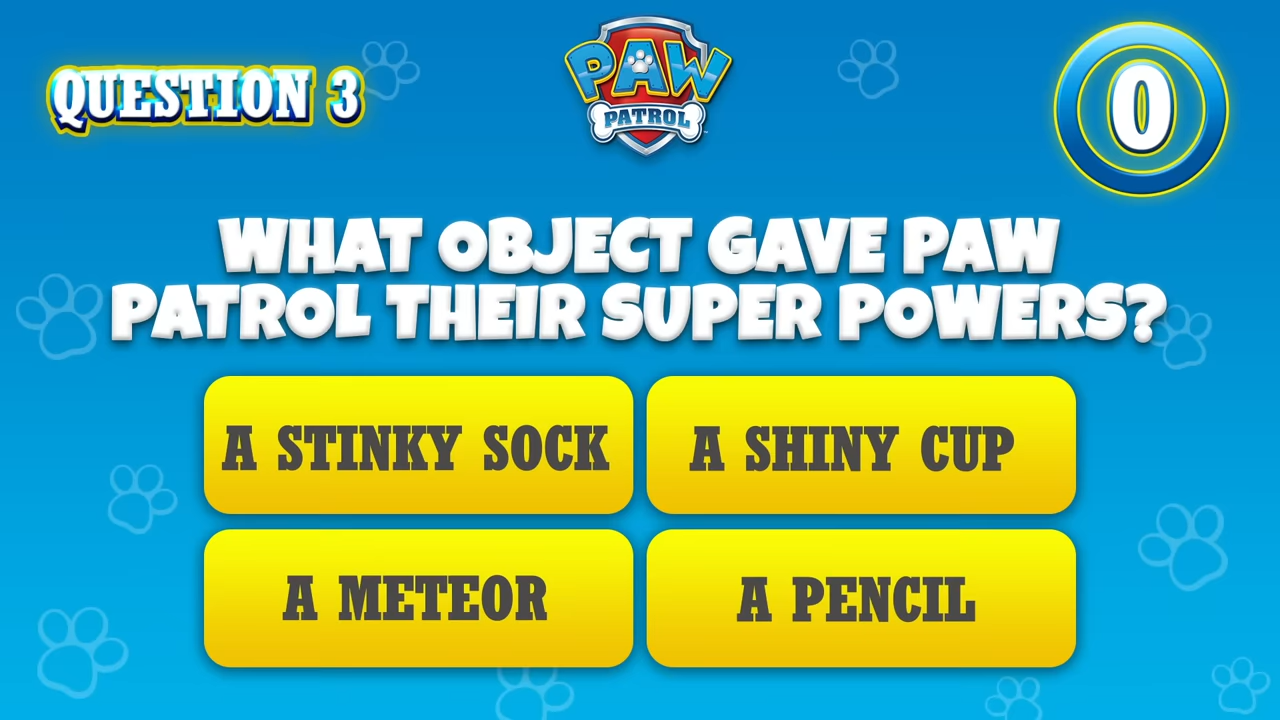 QUESTION 3
PAW
PATROL
0
WHAT OBJECT GAVE PAW
PATROL THEIR SUPER POWERS?
A STINKY SOCK
A SHINY CUP
A METEOR
A PENCIL